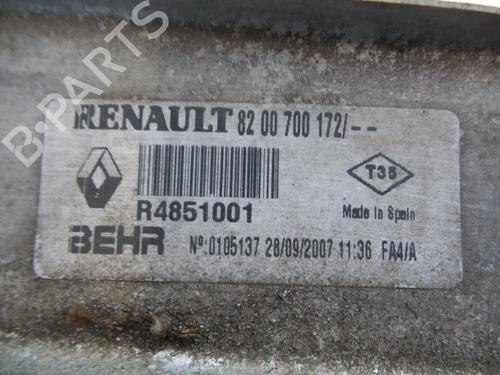 B-PARTS
RENAULT 82 00 700 172/--
T35
R4851001
Made in Spain
BEHR Nº:0105137 28/09/2007 11:36 FA4/A